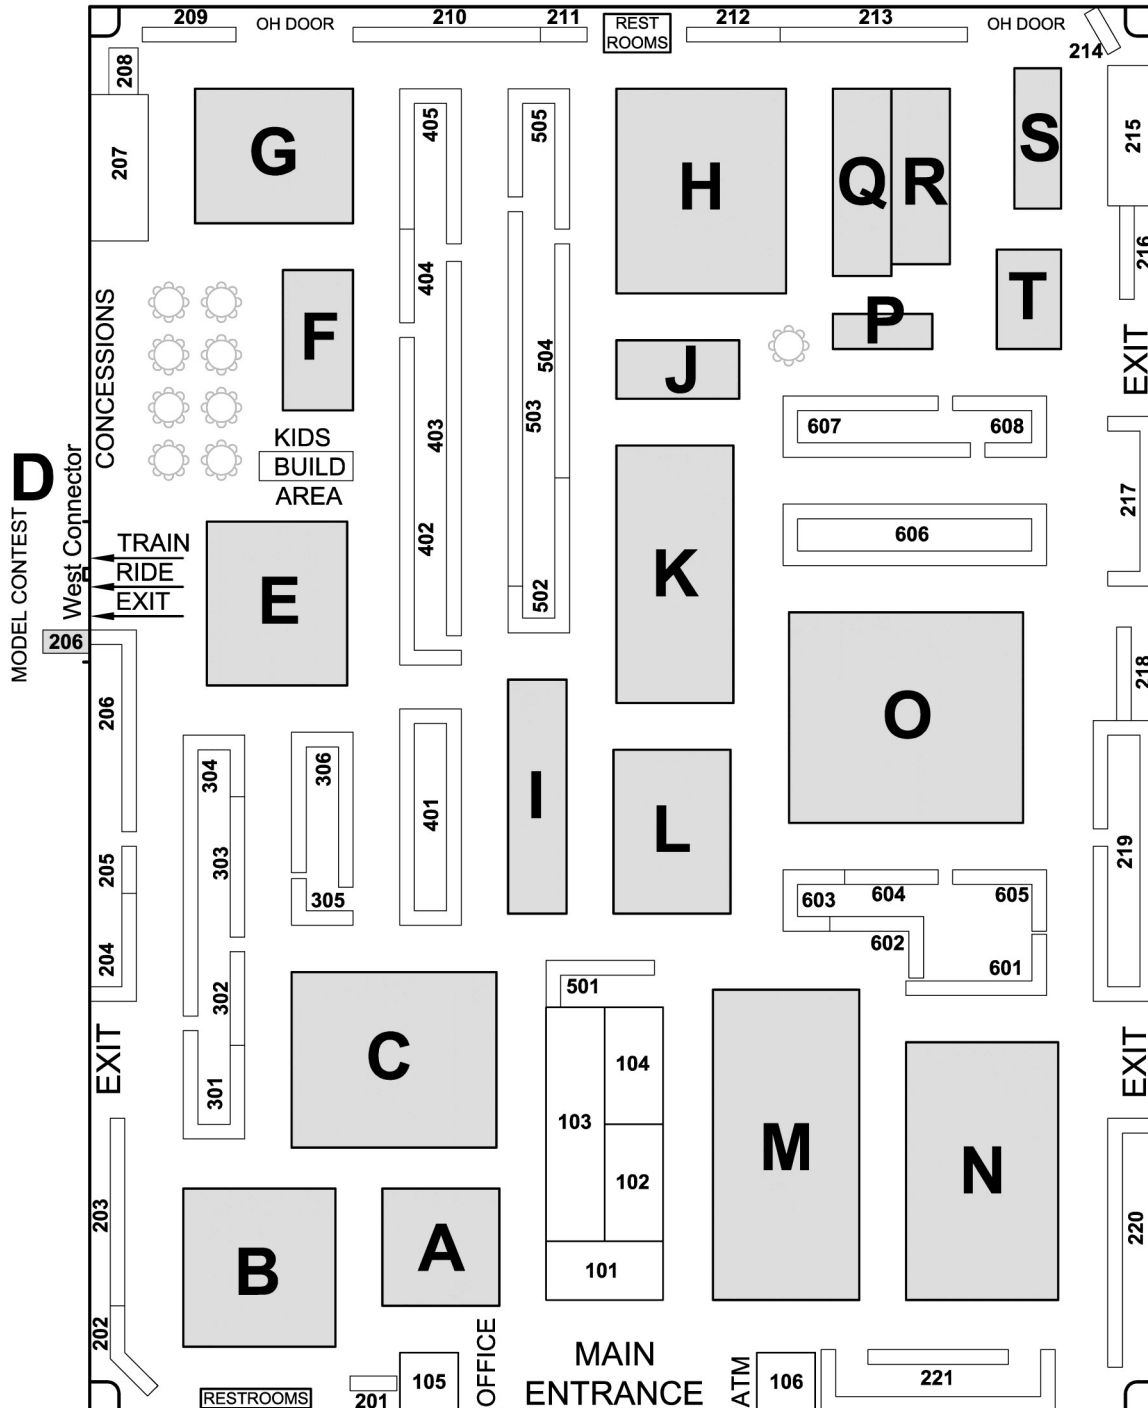 209
OH DOOR
210
211
REST
ROOMS
212
213
OH DOOR
214
208
207
G
405
505
H
Q
R
S
215
216
404
T
F
P
J
504
CONCESSIONS
EXIT
KIDS
BUILD
AREA
403
503
607
608
217
D
MODEL CONTEST
West Connector
TRAIN
RIDE
EXIT
E
402
502
K
606
206
206
O
218
304
306
401
I
L
219
303
205
305
603
604
605
204
302
602
601
501
EXIT
301
C
103
104
102
101
M
N
EXIT
203
B
A
220
202
OFFICE
MAIN
ENTRANCE
ATM
RESTROOMS
201
105
106
221